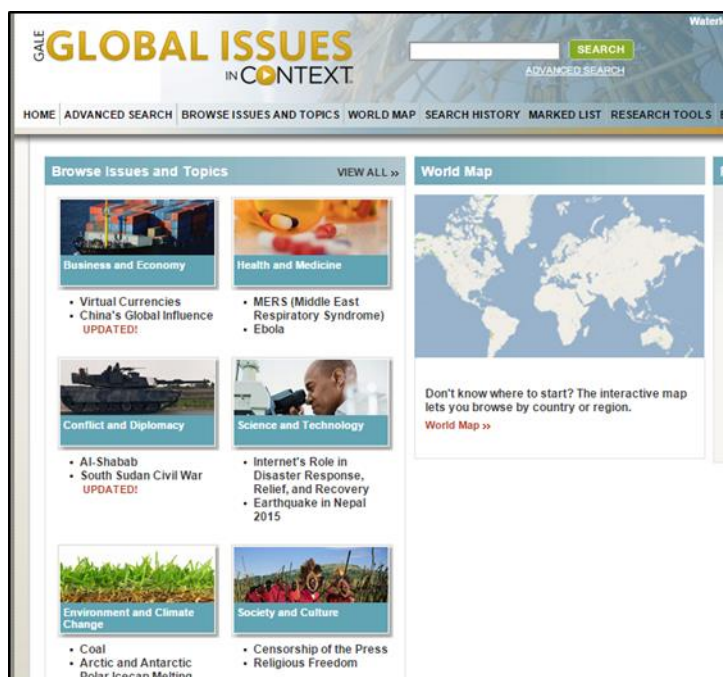 Waterl
GALE
GLOBAL ISSUES
IN CONTEXT
SEARCH
ADVANCED SEARCH
HOME ADVANCED SEARCH BROWSE ISSUES AND TOPICS WORLD MAP SEARCH HISTORY MARKED LIST RESEARCH TOOLS
Browse Issues and Topics VIEW ALL »
Business and Economy
• Virtual Currencies
• China's Global Influence
UPDATED!
Health and Medicine
• MERS (Middle East
Respiratory Syndrome)
• Ebola
Conflict and Diplomacy
• Al-Shabab
• South Sudan Civil War
UPDATED!
Science and Technology
• Internet's Role in
Disaster Response,
Relief, and Recovery
• Earthquake in Nepal
2015
Environment and Climate
Change
• Coal
• Arctic and Antarctic
Polar Icecap Melting
Society and Culture
• Censorship of the Press
• Religious Freedom
World Map
Don't know where to start? The interactive map
lets you browse by country or region.
World Map »